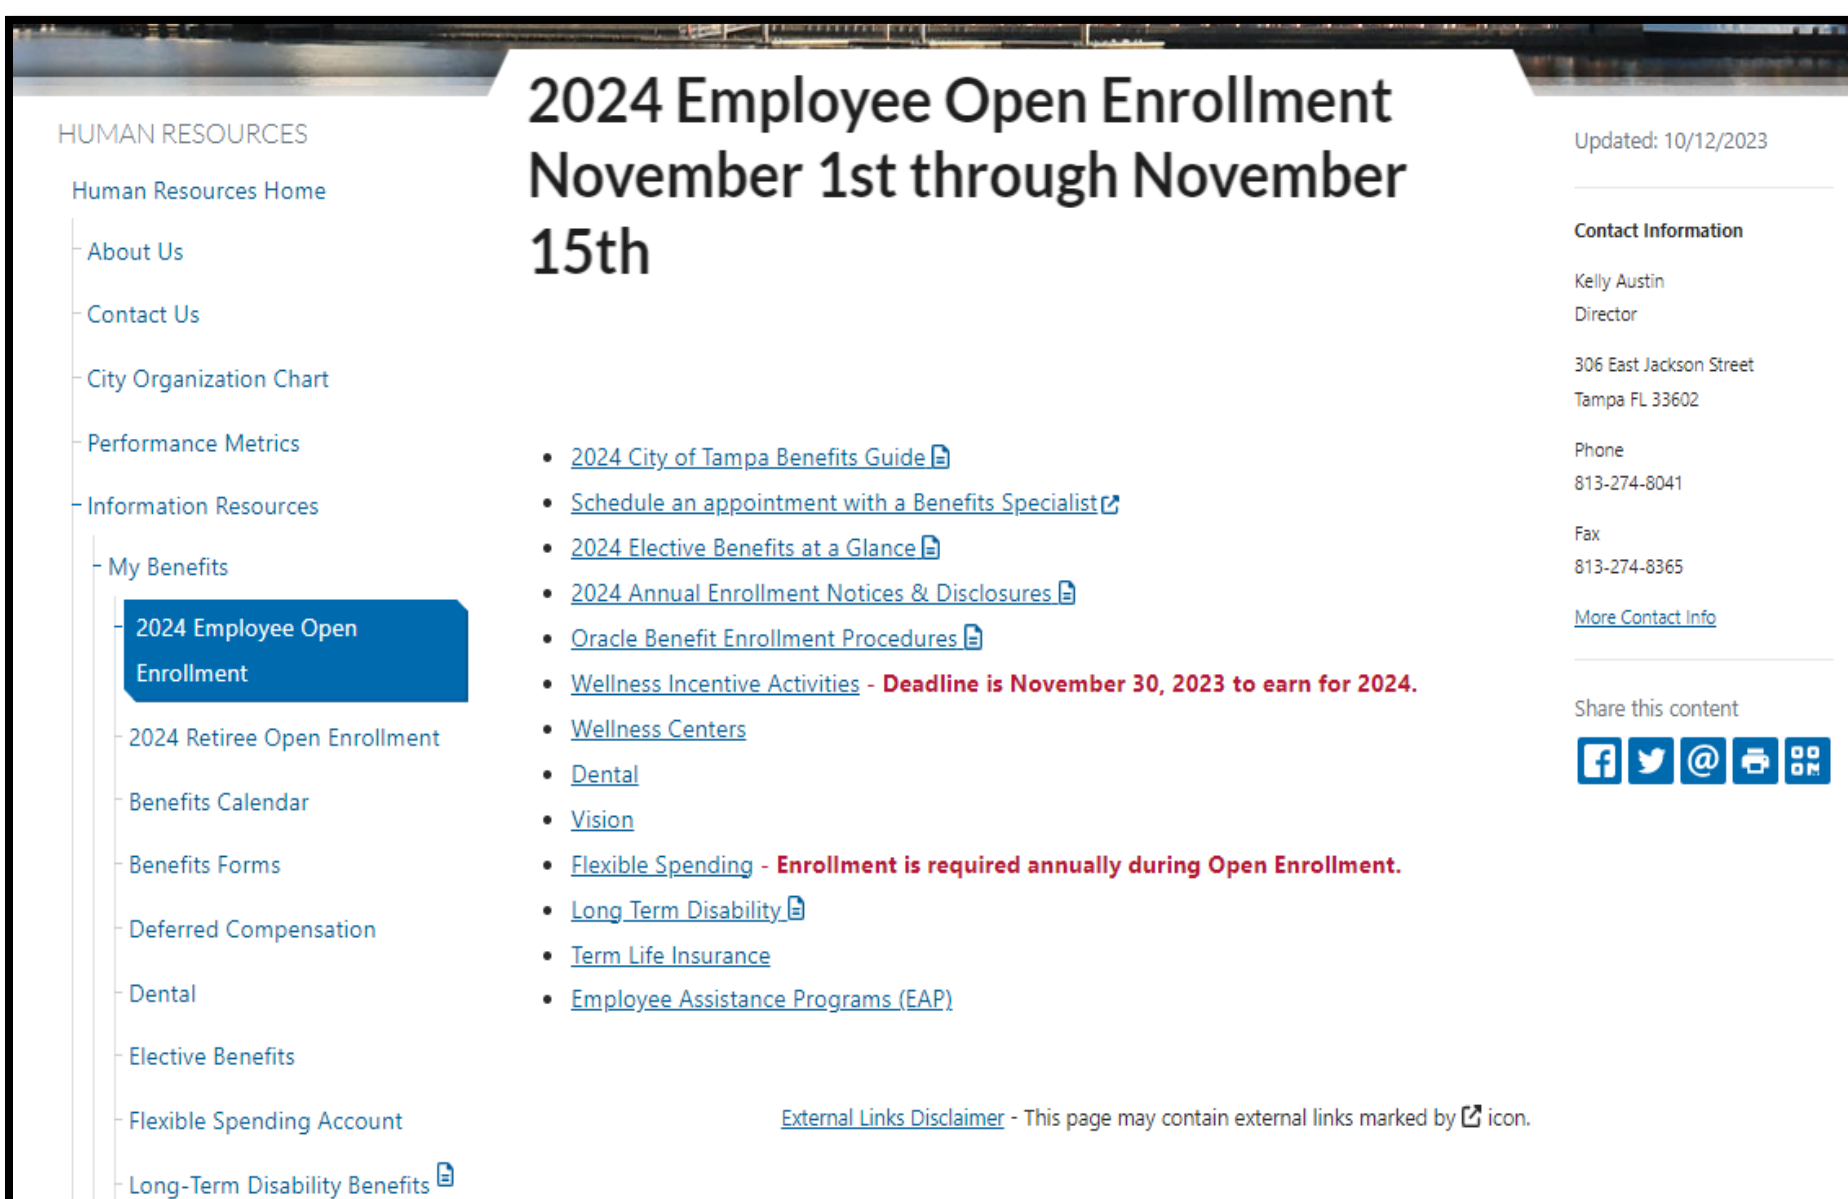 HUMAN RESOURCES
Human Resources Home
About Us
Contact Us
City Organization Chart
Performance Metrics
Information Resources
My Benefits
2024 Employee Open
Enrollment
2024 Retiree Open Enrollment
Benefits Calendar
Benefits Forms
Deferred Compensation
Dental
Elective Benefits
Flexible Spending Account
Long-Term Disability Benefits
2024 Employee Open Enrollment
November 1st through November
15th
2024 City of Tampa Benefits Guide
Schedule an appointment with a Benefits Specialist
2024 Elective Benefits at a Glance
2024 Annual Enrollment Notices & Disclosures
Oracle Benefit Enrollment Procedures
Wellness Incentive Activities - Deadline is November 30, 2023 to earn for 2024.
Wellness Centers
Dental
Vision
Flexible Spending - Enrollment is required annually during Open Enrollment.
Long Term Disability
Term Life Insurance
Employee Assistance Programs (EAP)
External Links Disclaimer - This page may contain external links marked by icon.
Updated: 10/12/2023
Contact Information
Kelly Austin
Director
306 East Jackson Street
Tampa FL 33602
Phone
813-274-8041
Fax
813-274-8365
More Contact Info
Share this content